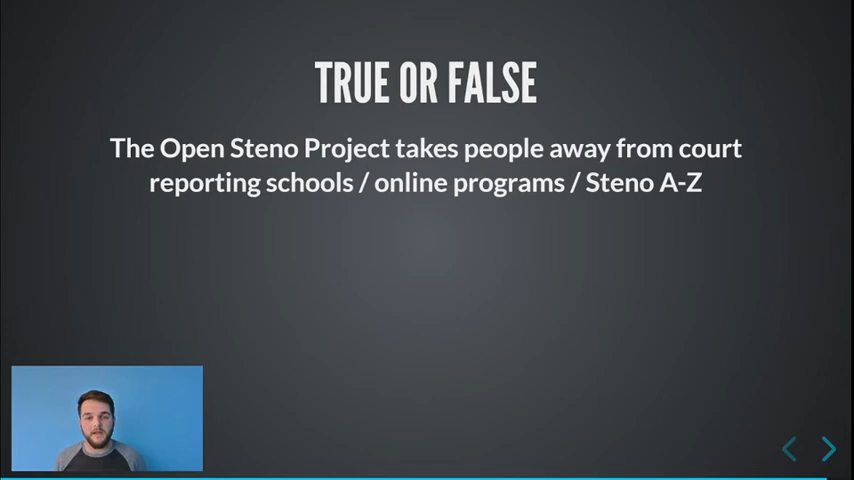 TRUE OR FALSE
The Open Steno Project takes people away from court
reporting schools / online programs / Steno A-Z